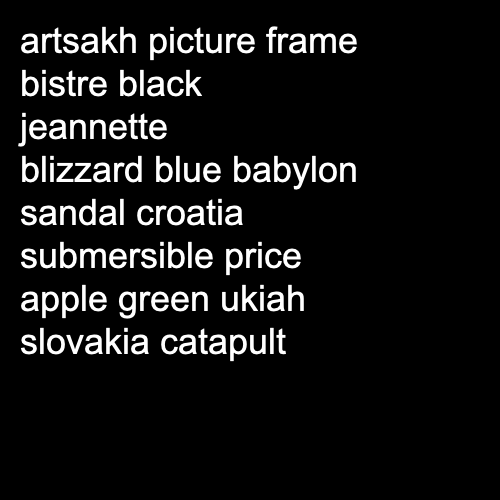 artsakh picture frame
bistre black
jeannette
blizzard blue babylon
sandal croatia
submersible price
apple green ukiah
slovakia catapult